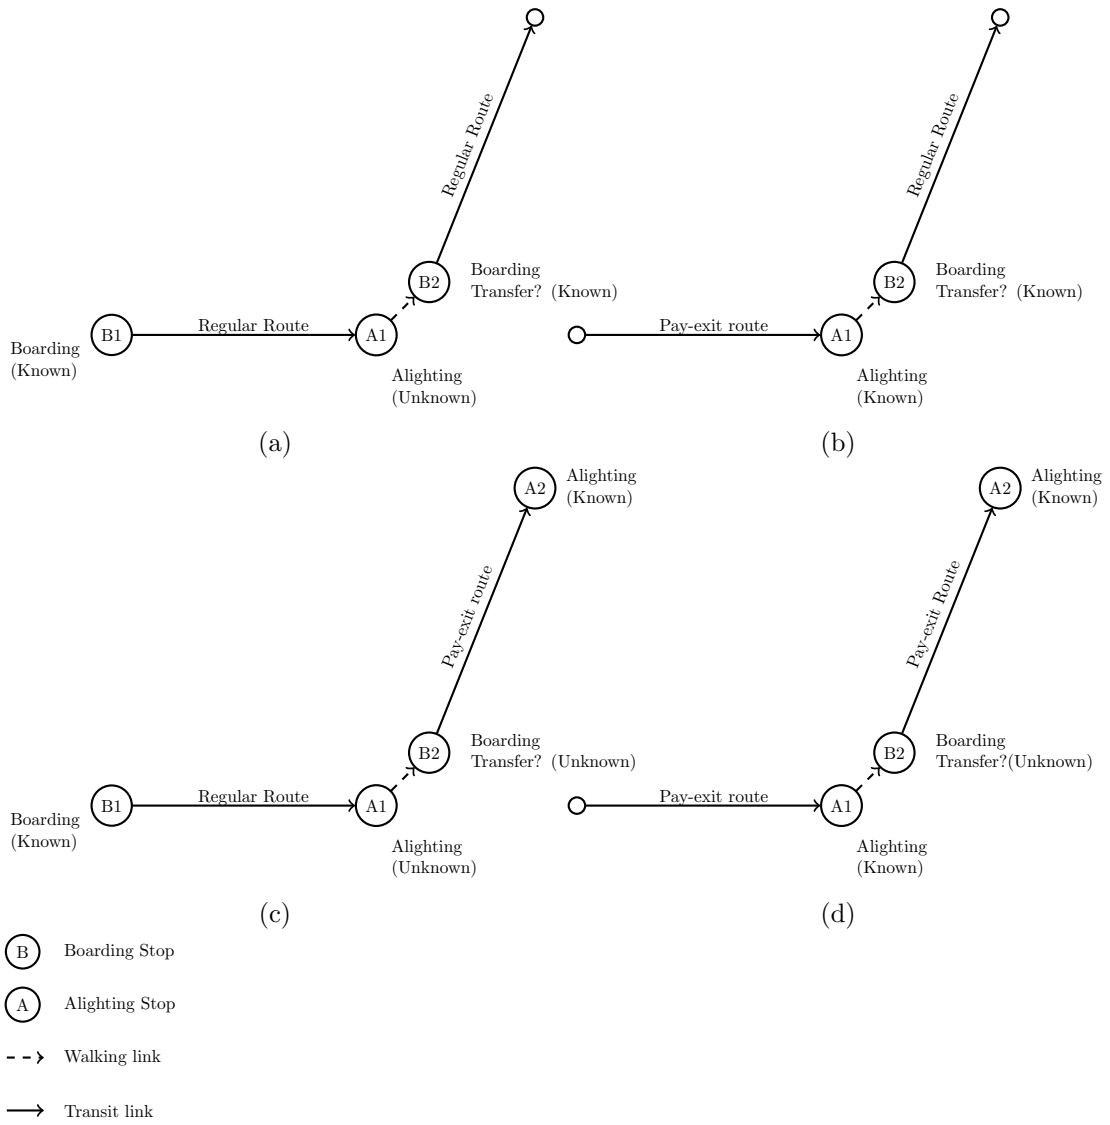 Regular Route
B2
Boarding
Transfer? (Known)
B1
Regular Route
A1
Boarding
(Known)
Alighting
(Unknown)
(a)
Regular Route
B2
Boarding
Transfer? (Known)
Pay-exit route
A1
Alighting
(Known)
(b)
A2
Alighting
(Known)
Pay-exit route
B2
Boarding
Transfer? (Unknown)
B1
Regular Route
A1
Boarding
(Known)
Alighting
(Unknown)
(c)
A2
Alighting
(Known)
Pay-exit Route
B2
Boarding
Transfer?(Unknown)
Pay-exit route
A1
Alighting
(Known)
(d)
B Boarding Stop
A Alighting Stop
Walking link
Transit link